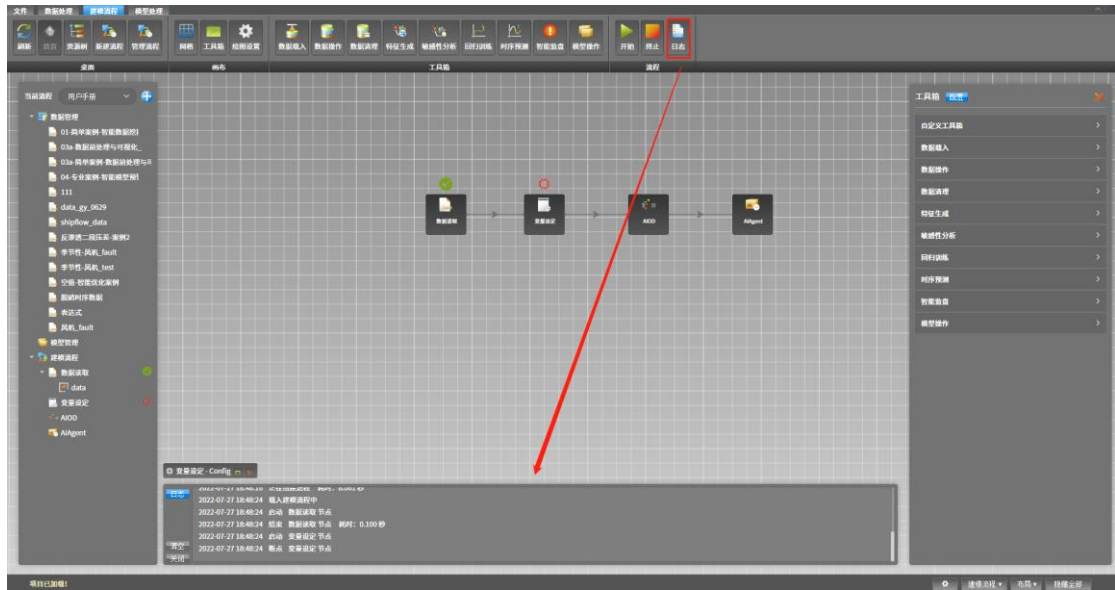 文件 数据处理 建模流程 模型处理
刷新 首页 资源树 新建流程 管理流程 网格 工具箱 绘图设置 数据载入 数据操作 数据清理 特征生成 敏感性分析 回归训练 时序预测 智能监盘 模型操作 开始 终止 日志
桌面 画布 工具箱 流程
当前流程 用户手册
数据管理
01-简单案例-智能数据挖
03a-数据前处理与可视化_
03a-简单案例-数据前处理与可
04-专业案例-智能模型预
111
data_gy_0629
shipflow_data
反渗透二段压差-案例2
季节性-风机_fault
季节性-风机_test
空临-智能优化案例
脱硝时序数据
表达式
风机_fault
模型管理
建模流程
数据读取
data
变量设定
AIOD
AIAgent
数据读取 变量设定 AIOD AIAgent
工具箱 设置
自定义工具箱
数据载入
数据操作
数据清理
特征生成
敏感性分析
回归训练
时序预测
智能监盘
模型操作
变量设定 - Config
日志
清空
关闭
2022-07-27 18:48:24 载入建模流程中
2022-07-27 18:48:24 启动 数据读取 节点
2022-07-27 18:48:24 结束 数据读取 节点 耗时: 0.100 秒
2022-07-27 18:48:24 启动 变量设定 节点
2022-07-27 18:48:24 断点 变量设定 节点
项目已加载!
建模流程 布局 隐藏全部